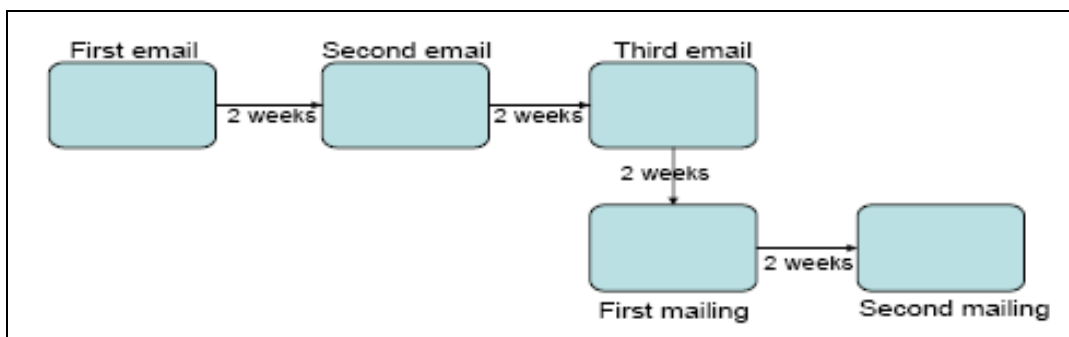 First email
Second email
Third email
2 weeks
2 weeks
2 weeks
2 weeks
First mailing
Second mailing